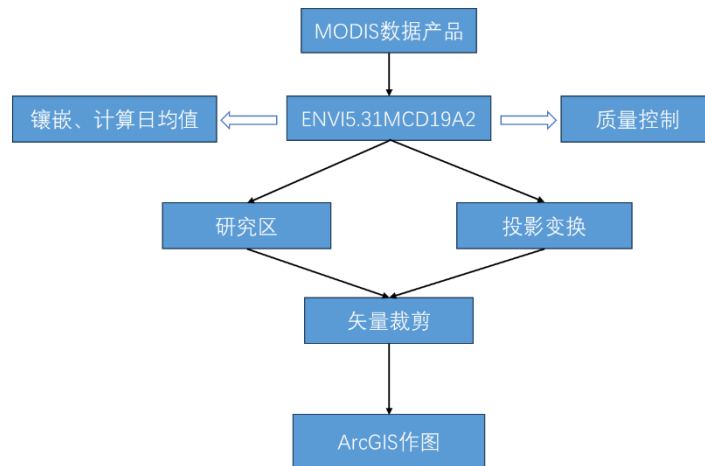 MODIS数据产品
镶嵌、计算日均值
ENVI5.31MCD19A2
质量控制
研究区
投影变换
矢量裁剪
ArcGIS作图